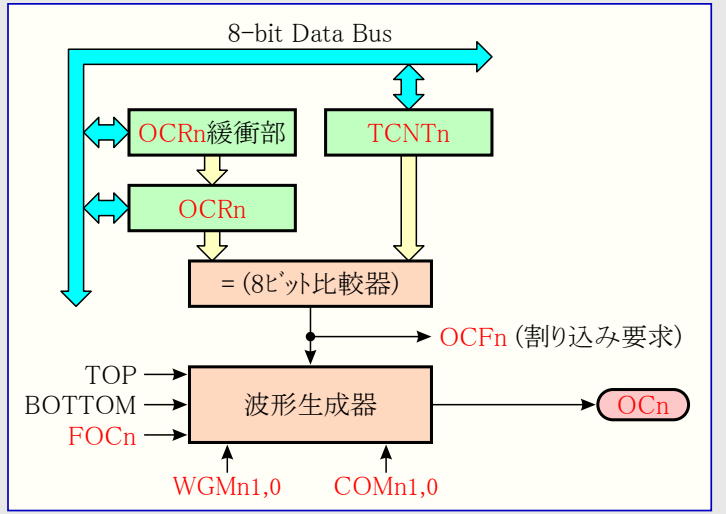 8-bit Data Bus
OCRn緩衝部
TCNTn
OCRn
= (8ﾋﾞｯﾄ比較器)
OCFn (割り込み要求)
TOP
BOTTOM
FOCn
波形生成器
OCn
WGMn1,0
COMn1,0